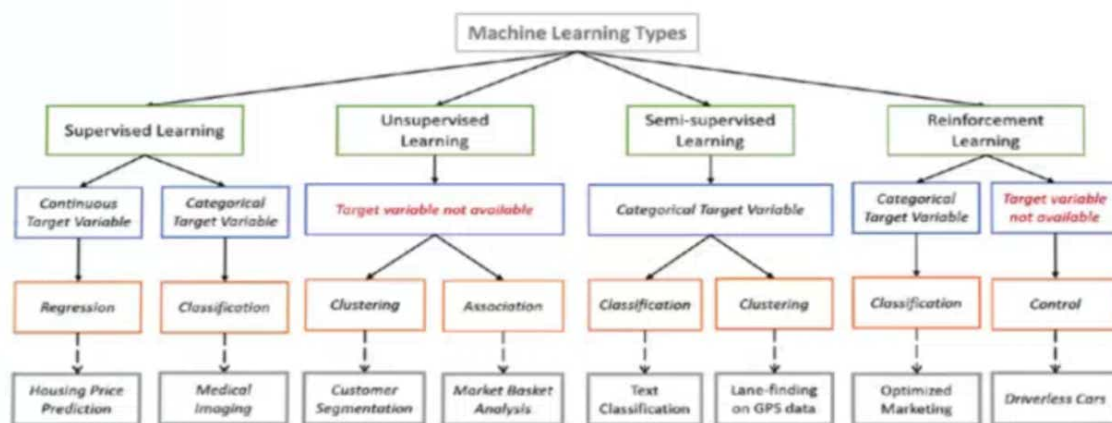 Machine Learning Types
Supervised Learning
Unsupervised
Learning
Semi-supervised
Learning
Reinforcement
Learning
Continuous
Target Variable
Categorical
Target Variable
Target variable not available
Categorical Target Variable
Categorical
Target Variable
Target variable
not available
Regression
Classification
Clustering
Association
Classification
Clustering
Classification
Control
Housing Price
Prediction
Medical
Imaging
Customer
Segmentation
Market Basket
Analysis
Text
Classification
Lane-finding
on GPS data
Optimized
Marketing
Driverless Cars